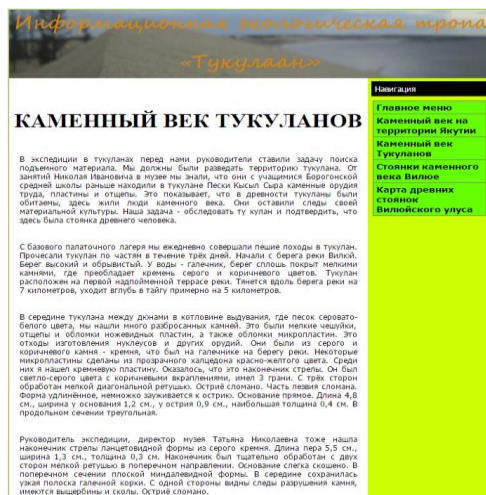 Информационная экологическая тропа
«Тукулаан»
Навигация
Главное меню
Каменный век на
территории Якутии
Каменный век
Тукуланов
Стоянки каменного
века Вилюе
Карта древних
стоянок
Вилюйского улуса
КАМЕННЫЙ ВЕК ТУКУЛАНОВ
В экспедиции в тукуланах перед нами руководители ставили задачу поиска
подъемного материала. Мы должны были разведать территорию тукулана. От
занятий Николая Ивановича в музее мы знали, что они с учащимися Борогонской
средней школы раньше находили в тукулане Пески Кысыл Сыра каменные орудия
труда, пластины и отщепы. Это показывает, что в древности тукуланы были
обитаемы, здесь жили люди каменного века. Они оставили следы своей
материальной культуры. Наша задача - обследовать ту кулан и подтвердить, что
здесь была стоянка древнего человека.
С базового палаточного лагеря мы ежедневно совершали пешие походы в тукулан.
Прочесали тукулан по частям в течение трёх дней. Начали с берега реки Вилюй.
Берег высокий и обрывистый. У воды - галечник, берег сплошь покрыт мелкими
камнями, где преобладает кремень серого и коричневого цветов. Тукулан
расположен на первой надпойменной террасе реки. Тянется вдоль берега реки на
7 километров, уходит вглубь в тайгу примерно на 5 километров.
В середине тукулана между дюнами в котловине выдувания, где песок серовато-
белого цвета, мы нашли много разбросанных камней. Это были мелкие чешуйки,
отщепы и обломки ножевидных пластин, а также обломки микропластин. Это
отходы изготовления нуклеусов и других орудий. Они были из серого и
коричневого камня - кремня, что был на галечнике на берегу реки. Некоторые
микропластины сделаны из прозрачного халцедона красно-желтого цвета. Среди
них я нашел кремневую пластину. Оказалось, что это наконечник стрелы. Он был
светло-серого цвета с коричневыми вкраплениями, имел 3 грани. С трёх сторон
обработан мелкой диагональной ретушью. Остриё сломано. Часть лезвия сломана.
Форма удлинённое, немножко зауживается к острию. Основание прямое. Длина 4,8
см., ширина у основания 1,2 см., у острия 0,9 см., наибольшая толщина 0,4 см. В
продольном сечении треугольная.
Руководитель экспедиции, директор музея Татьяна Николаевна тоже нашла
наконечник стрелы ланцетовидной формы из серого кремня. Длина пера 5,5 см.,
ширина 1,3 см., толщина 0,3 см. Наконечник был тщательно обработан с двух
сторон мелкой ретушью в поперечном направлении. Основание слегка скошено. В
поперечном сечении плоской миндалевидной формы. В середине сохранилась
узкая полоска галечной корки. С одной стороны видны следы разрушения камня,
имеются выщербины и сколы. Остриё сломано.